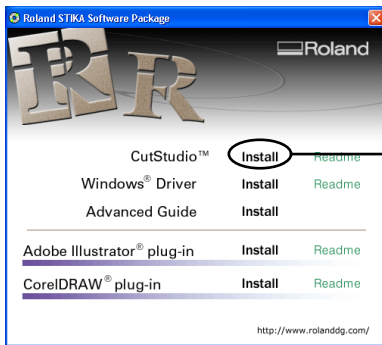 Roland STIKA Software Package
Roland
CutStudio™ Install Readme
Windows® Driver Install Readme
Advanced Guide Install
Adobe Illustrator® plug-in Install Readme
CorelDRAW® plug-in Install Readme
http://www.rolanddg.com/